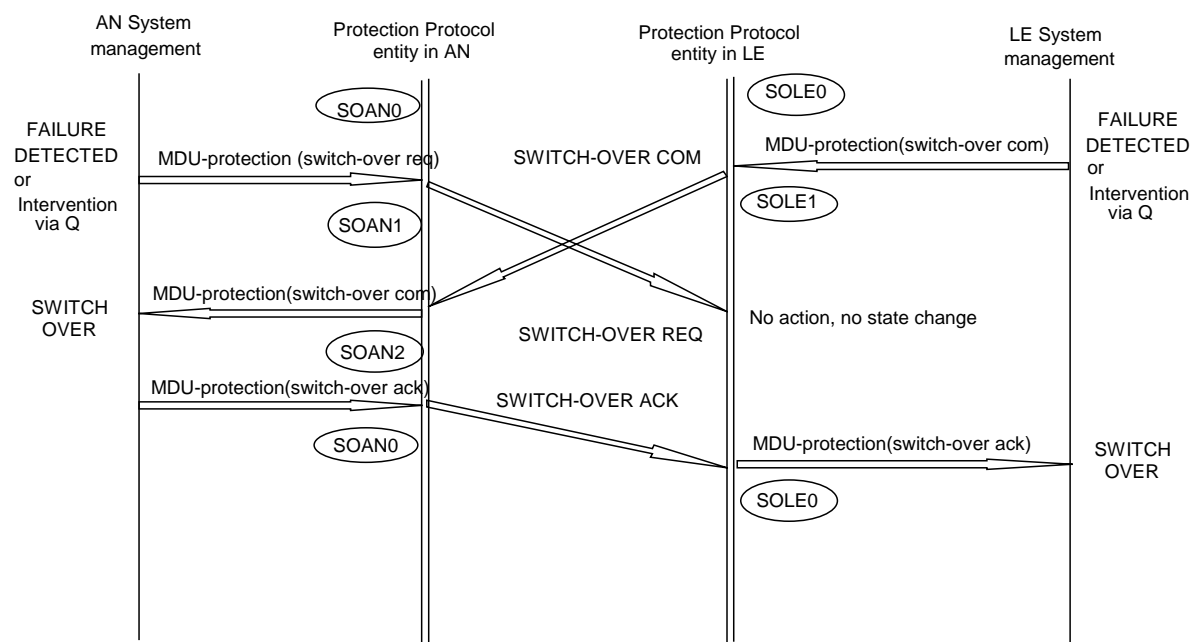 AN System
management
Protection Protocol
entity in AN
Protection Protocol
entity in LE
LE System
management
SOAN0
SOLE0
FAILURE
DETECTED
or
Intervention
via Q
MDU-protection (switch-over req)
SWITCH-OVER COM
MDU-protection(switch-over com)
FAILURE
DETECTED
or
Intervention
via Q
SOAN1
SOLE1
SWITCH
OVER
MDU-protection(switch-over com)
No action, no state change
SWITCH-OVER REQ
SOAN2
MDU-protection(switch-over ack)
SWITCH-OVER ACK
SOAN0
MDU-protection(switch-over ack)
SWITCH
OVER
SOLE0